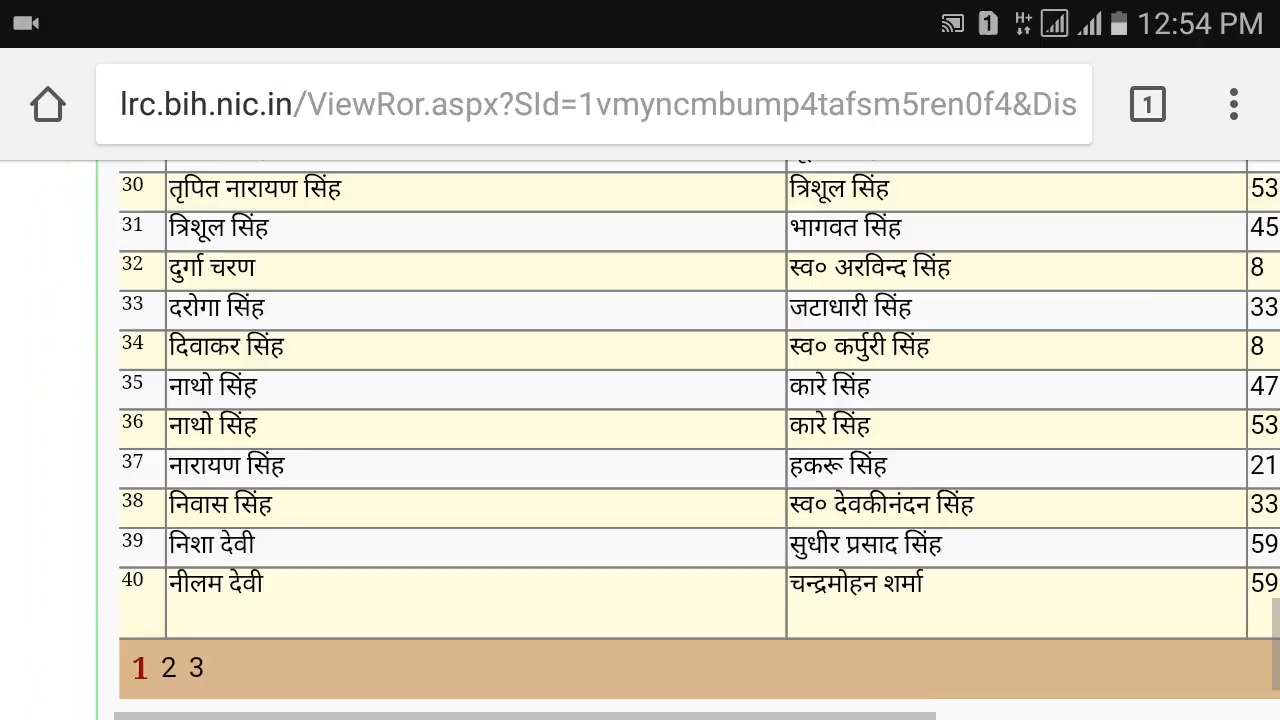 1 H+ 12:54 PM
lrc.bih.nic.in/ViewRor.aspx?SId=1vmyncmbump4tafsm5ren0f4&Dis 1
30 तृपित नारायण सिंह त्रिशूल सिंह 53
31 त्रिशूल सिंह भागवत सिंह 45
32 दुर्गा चरण स्व० अरविन्द सिंह 8
33 दरोगा सिंह जटाधारी सिंह 33
34 दिवाकर सिंह स्व० कर्पुरी सिंह 8
35 नाथो सिंह कारे सिंह 47
36 नाथो सिंह कारे सिंह 53
37 नारायण सिंह हकरू सिंह 21
38 निवास सिंह स्व० देवकीनंदन सिंह 33
39 निशा देवी सुधीर प्रसाद सिंह 59
40 नीलम देवी चन्द्रमोहन शर्मा 59
1 2 3